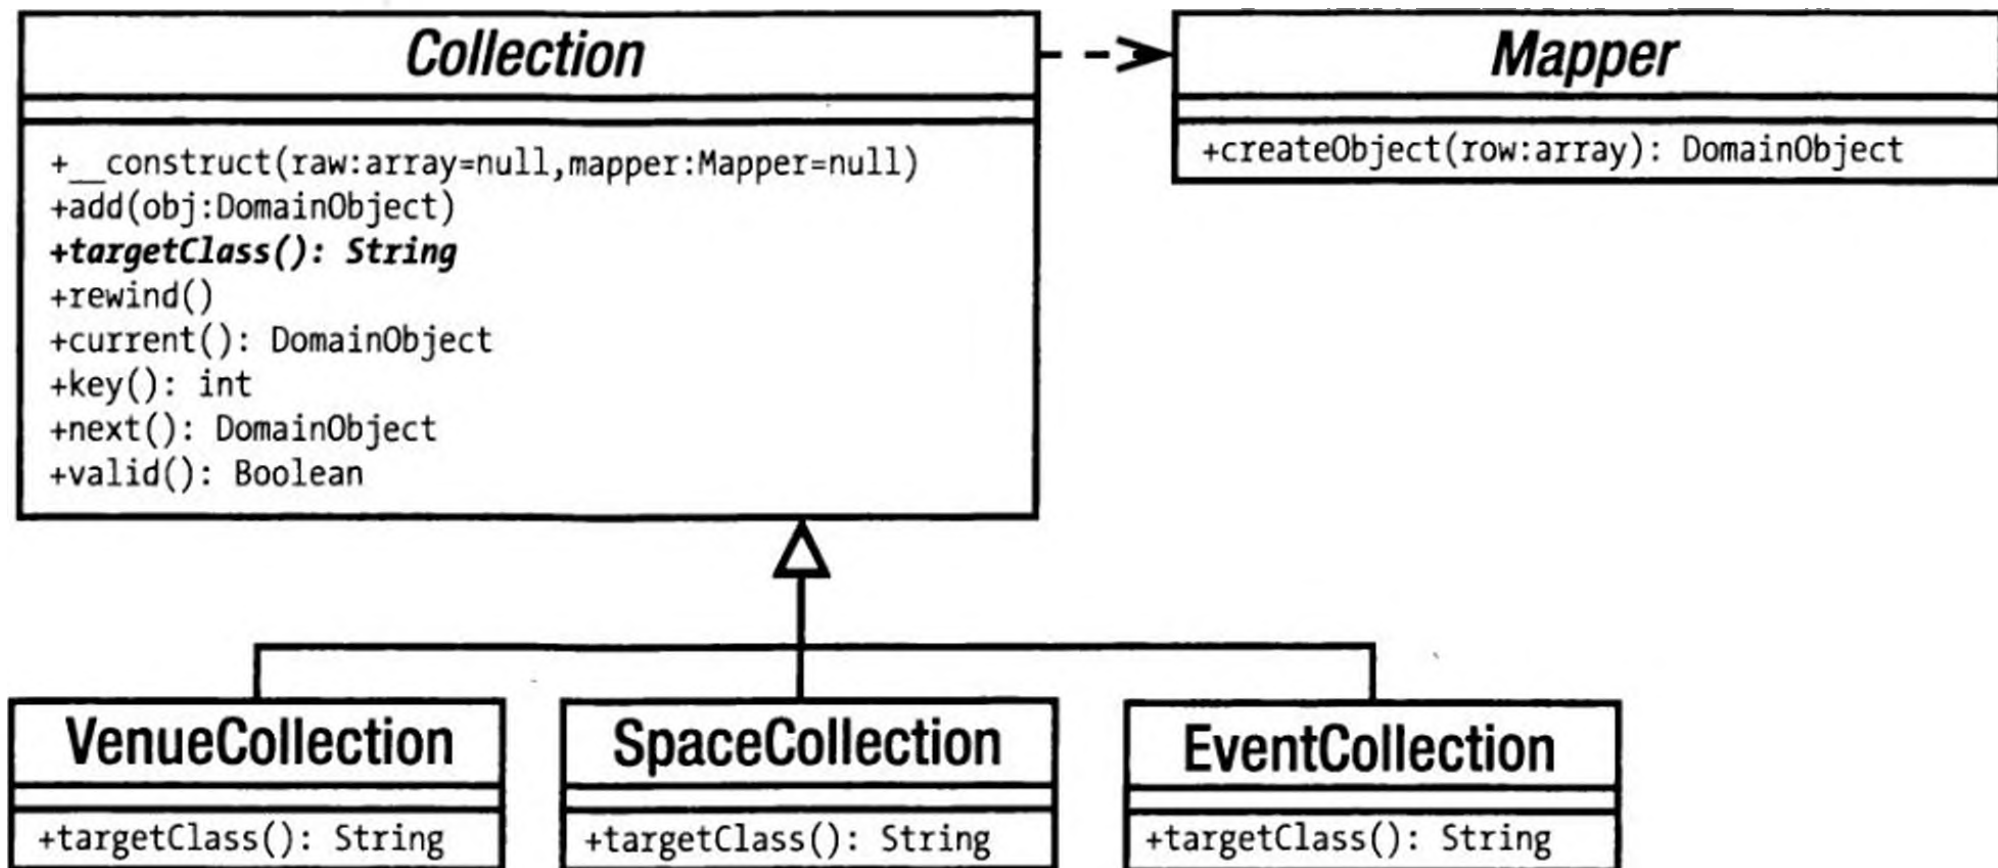 Collection
+__construct(raw:array=null,mapper:Mapper=null)
+add(obj:DomainObject)
+targetClass(): String
+rewind()
+current(): DomainObject
+key(): int
+next(): DomainObject
+valid(): Boolean
Mapper
+createObject(row:array): DomainObject
VenueCollection
+targetClass(): String
SpaceCollection
+targetClass(): String
EventCollection
+targetClass(): String